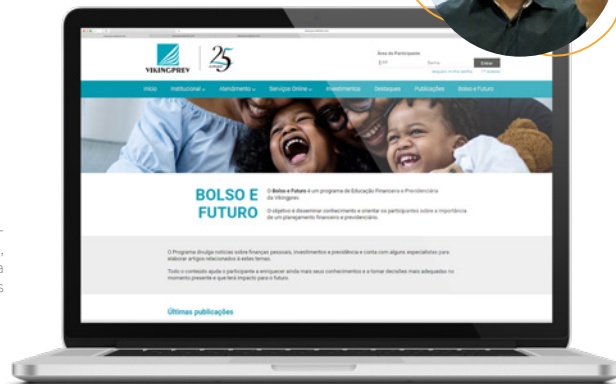 VIKINGPREV
25
Área do Participante
Senha
Entrar
Início
Institucional
Atendimento
Serviços Online
Investimentos
Destaques
Publicações
Bolso e Futuro
BOLSO E
FUTURO
O Bolso e Futuro é um programa de Educação Financeira e Previdenciária
da Vikingprev.
O objetivo é disseminar conhecimento e orientar os participantes sobre a importância
de um planejamento financeiro e previdenciário.
O Programa divulga notícias sobre finanças pessoais, investimentos e previdência e conta com alguns especialistas para
elaborar artigos relacionados à estes temas.
Todo o conteúdo ajuda o participante a enriquecer ainda mais seus conhecimentos e a tomar decisões mais adequadas no
momento presente e que terá impacto para o futuro.
Últimas publicações